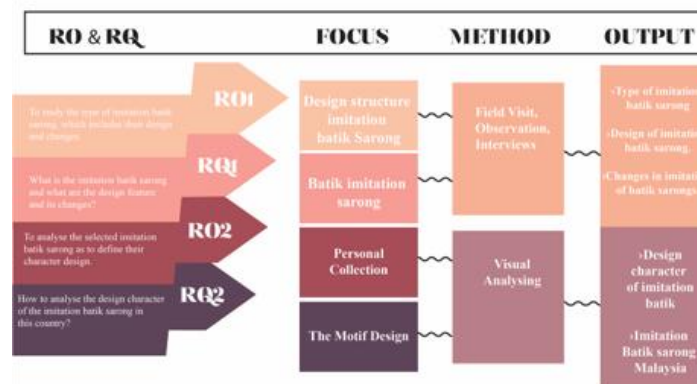 RO & RQ
FOCUS
METHOD
OUTPUT
RO1
To study the type of imitation batik
sarong, which includes their design
and changes.
RQ1
What is the imitation batik sarong
and what are the design feature
and its changes?
RO2
To analyse the selected imitation
batik sarong as to define their
character design.
RQ2
How to analyse the design character
of the imitation batik sarong in
this country?
Design structure
imitation
batik Sarong
Batik imitation
sarong
Personal
Collection
The Motif Design
Field Visit,
Observation,
Interviews
Visual
Analysing
›Type of imitation
batik sarong
›Design of imitation
batik sarong.
›Changes in imitation
of batik sarongs
›Design
character
of imitation
batik
›Imitation
Batik sarong
Malaysia